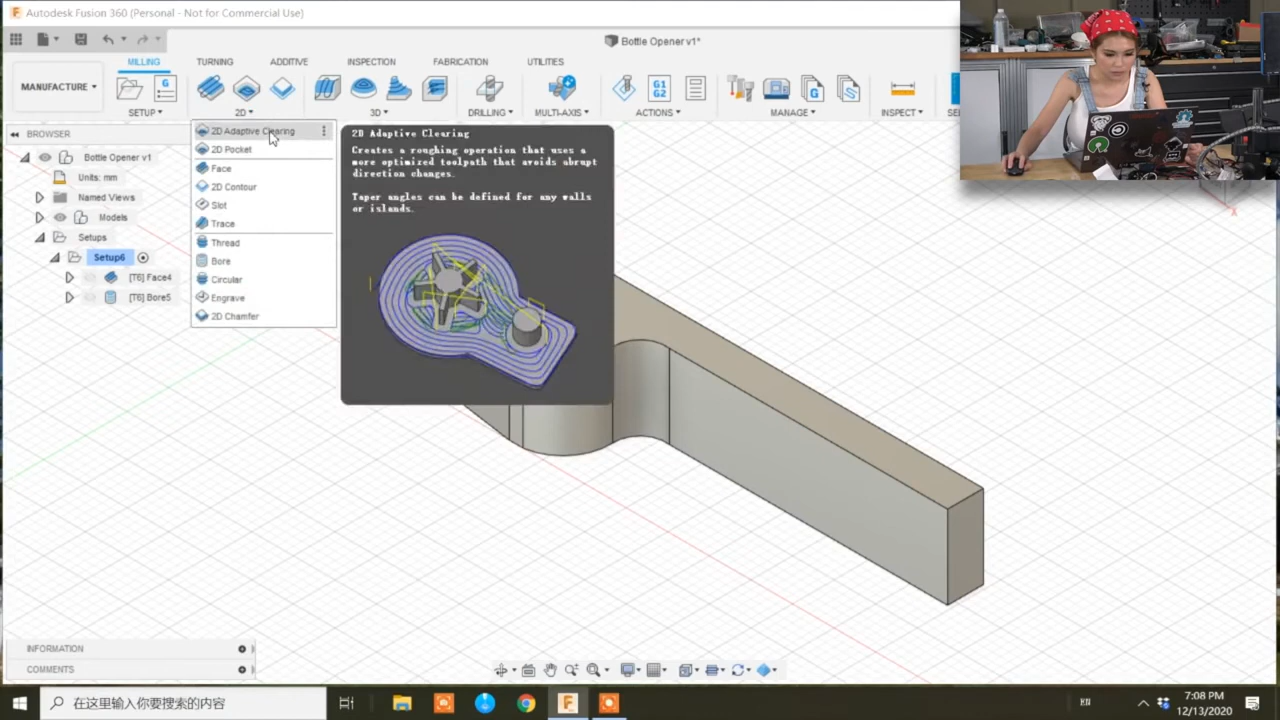 Autodesk Fusion 360 (Personal - Not for Commercial Use)
Bottle Opener v1*
MILLING
TURNING
ADDITIVE
INSPECTION
FABRICATION
UTILITIES
MANUFACTURE
SETUP
2D
3D
DRILLING
MULTI-AXIS
ACTIONS
MANAGE
INSPECT
G
G1
G2
BROWSER
Bottle Opener v1
Units: mm
Named Views
Models
Setups
Setup6
[T6] Face4
[T6] Bore5
2D Adaptive Clearing
2D Pocket
Face
2D Contour
Slot
Trace
Thread
Bore
Circular
Engrave
2D Chamfer
2D Adaptive Clearing
Creates a roughing operation that uses a
more optimized toolpath that avoids abrupt
direction changes.
Taper angles can be defined for any walls
or islands.
INFORMATION
COMMENTS
在这里输入你要搜索的内容
EN
7:08 PM
12/13/2020